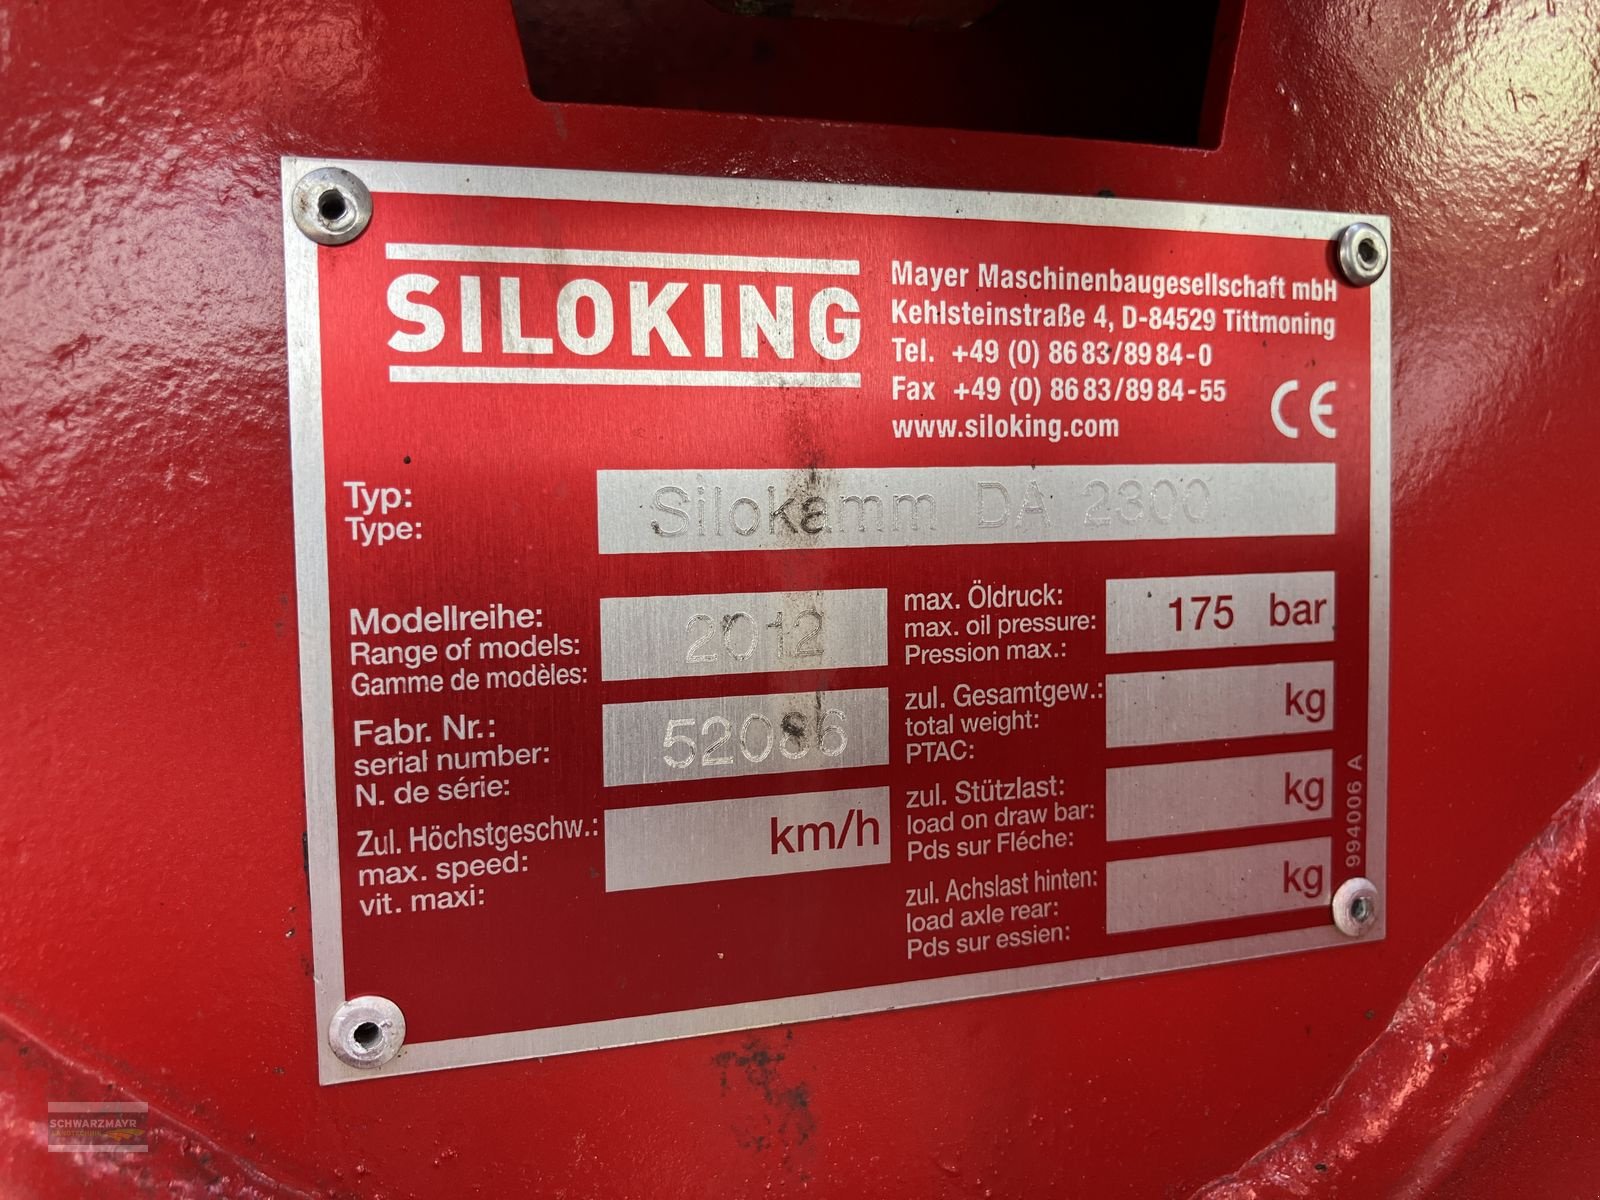 SILOKING
Mayer Maschinenbaugesellschaft mbH
Kehlsteinstraße 4, D-84529 Tittmoning
Tel. +49 (0) 86 83/89 84-0
Fax +49 (0) 86 83/89 84-55
www.siloking.com
CE
Typ:
Type:
Silokamm DA 2300
Modellreihe:
Range of models:
Gamme de modèles:
2012
Fabr. Nr.:
serial number:
N. de série:
52086
Zul. Höchstgeschw.:
max. speed:
vit. maxi:
km/h
max. Öldruck:
max. oil pressure:
Pression max.:
175 bar
zul. Gesamtgew.:
total weight:
PTAC:
kg
zul. Stützlast:
load on draw bar:
Pds sur Fléche:
kg
zul. Achslast hinten:
load axle rear:
Pds sur essien:
kg
994006 A
SCHWARZMAYR
LANDTECHNIK